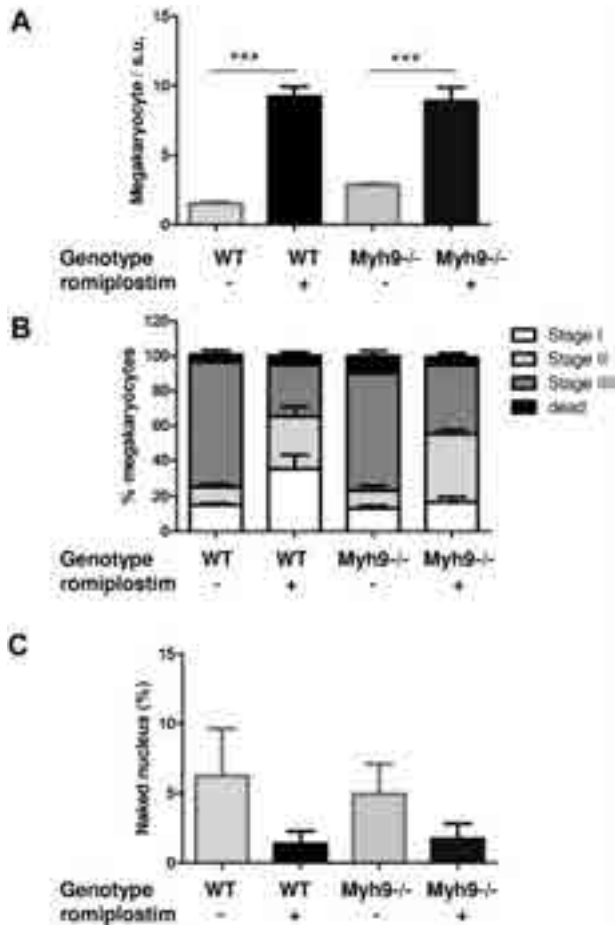 A
Megakaryocyte / s.u.
15
10
5
0
*** ***
Genotype WT WT Myh9-/- Myh9-/-
romiplostim - + - +
B
% megakaryocytes
120
100
80
60
40
20
0
Stage I
Stage II
Stage III
dead
Genotype WT WT Myh9-/- Myh9-/-
romiplostim - + - +
C
Naked nucleus (%)
15
10
5
0
Genotype WT WT Myh9-/- Myh9-/-
romiplostim - + - +